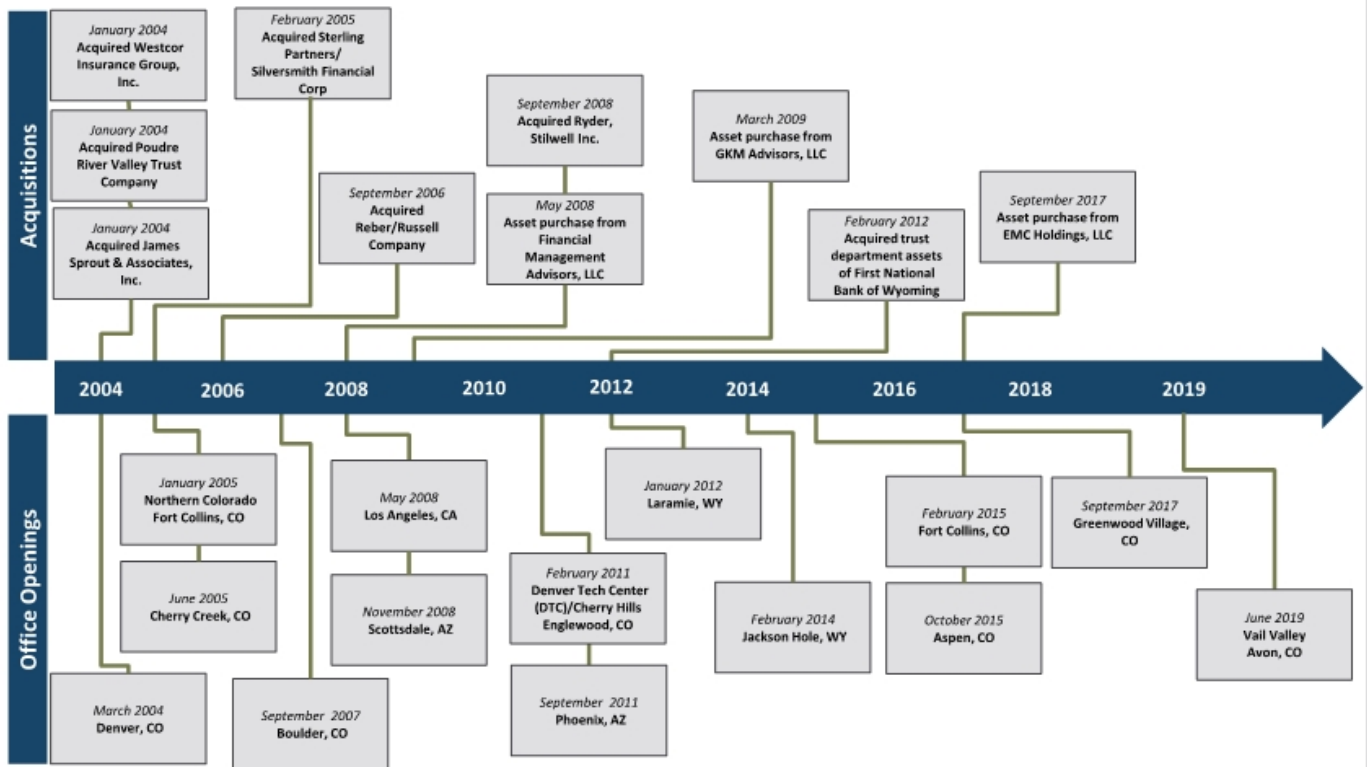 Acquisitions
January 2004
Acquired Westcor
Insurance Group,
Inc.
January 2004
Acquired Poudre
River Valley Trust
Company
January 2004
Acquired James
Sprout & Associates,
Inc.
February 2005
Acquired Sterling
Partners/
Silversmith Financial
Corp
September 2006
Acquired
Reber/Russell
Company
September 2008
Acquired Ryder,
Stilwell Inc.
May 2008
Asset purchase from
Financial
Management
Advisors, LLC
March 2009
Asset purchase from
GKM Advisors, LLC
February 2012
Acquired trust
department assets
of First National
Bank of Wyoming
September 2017
Asset purchase from
EMC Holdings, LLC
2004 2006 2008 2010 2012 2014 2016 2018 2019
Office Openings
March 2004
Denver, CO
January 2005
Northern Colorado
Fort Collins, CO
June 2005
Cherry Creek, CO
September 2007
Boulder, CO
May 2008
Los Angeles, CA
November 2008
Scottsdale, AZ
February 2011
Denver Tech Center
(DTC)/Cherry Hills
Englewood, CO
September 2011
Phoenix, AZ
January 2012
Laramie, WY
February 2014
Jackson Hole, WY
February 2015
Fort Collins, CO
October 2015
Aspen, CO
September 2017
Greenwood Village,
CO
June 2019
Vail Valley
Avon, CO